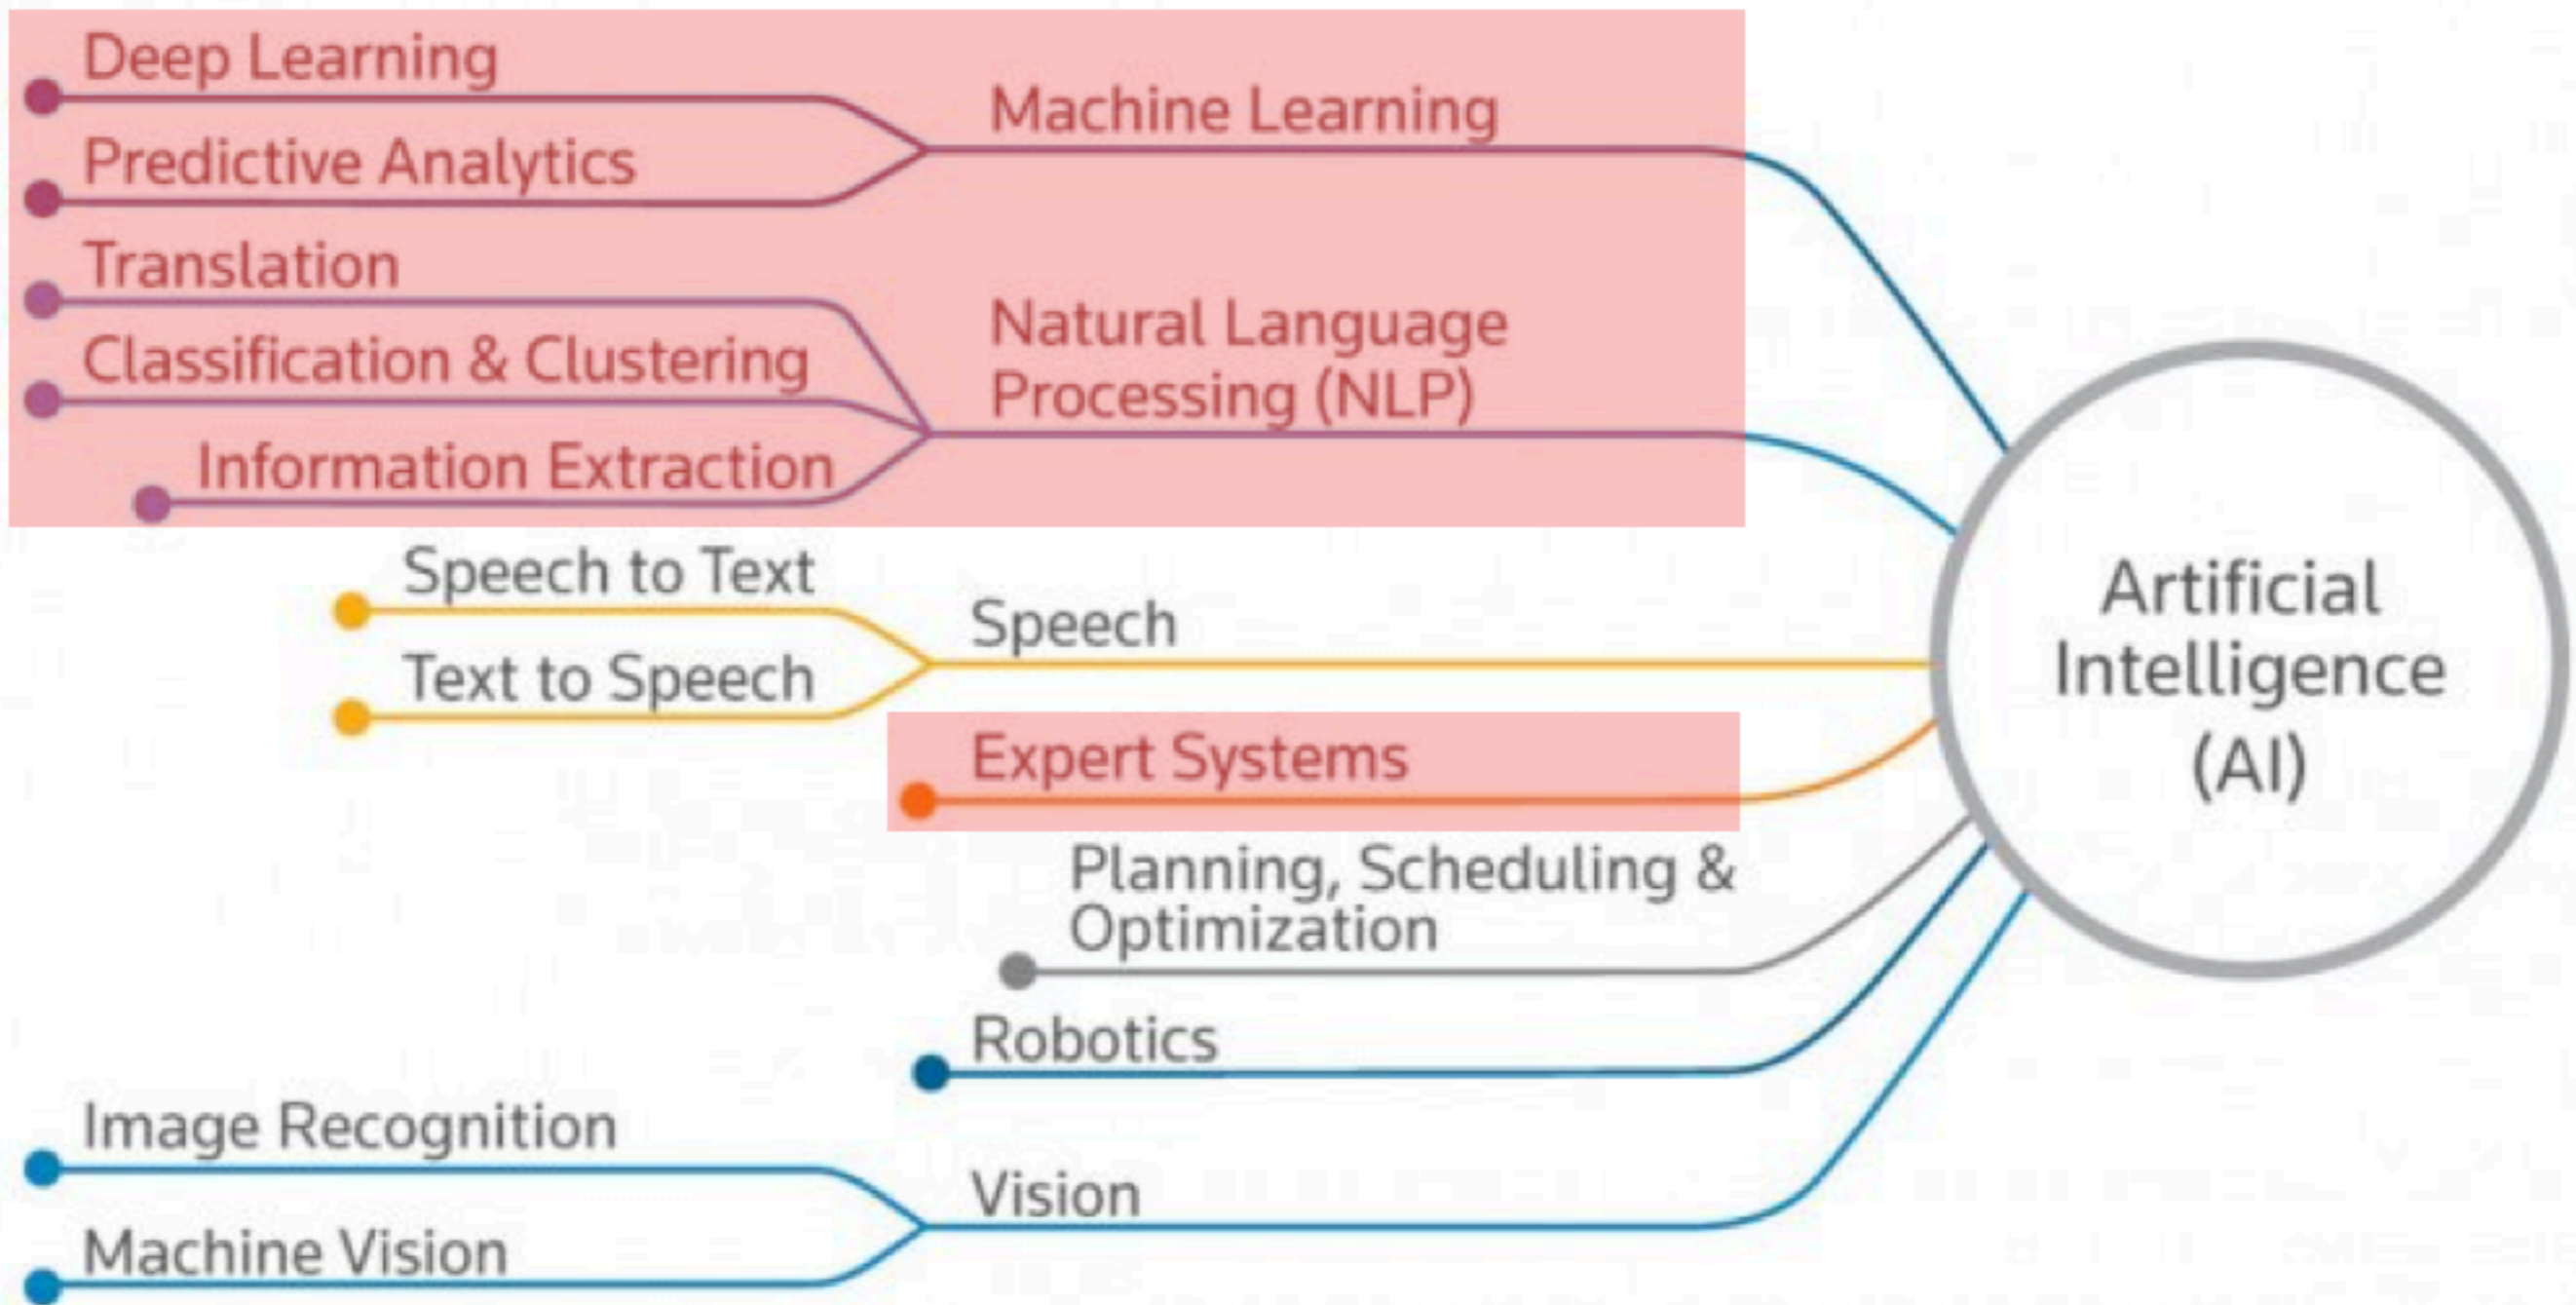 Deep Learning
Machine Learning
Predictive Analytics
Translation
Natural Language
Processing (NLP)
Classification & Clustering
Information Extraction
Speech to Text
Speech
Text to Speech
Expert Systems
Planning, Scheduling &
Optimization
Robotics
Image Recognition
Vision
Machine Vision
Artificial
Intelligence
(AI)